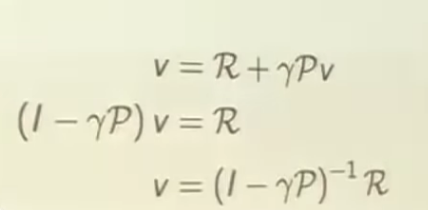 v = R + γPv
(I − γP) v = R
v = (I − γP)⁻¹ R